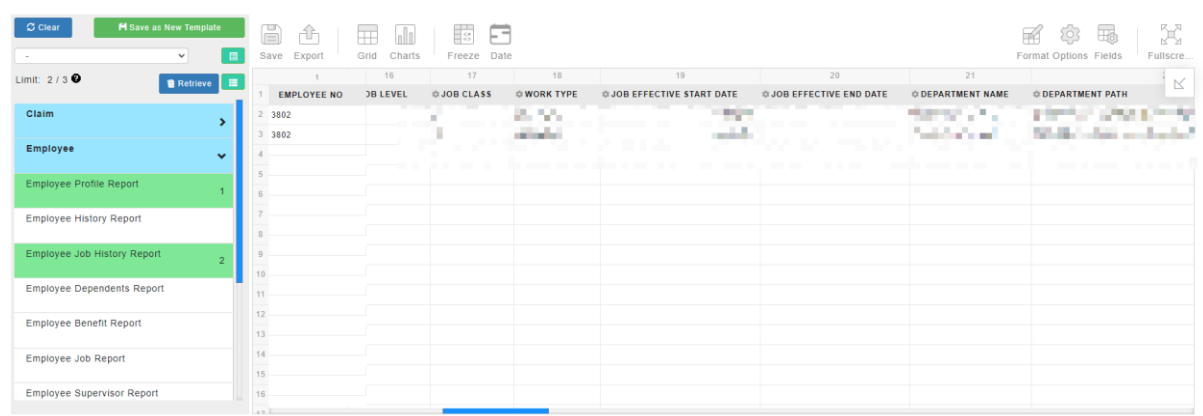 Clear
Save as New Template
-
Limit: 2 / 3
Retrieve
Claim
Employee
Employee Profile Report
1
Employee History Report
Employee Job History Report
2
Employee Dependents Report
Employee Benefit Report
Employee Job Report
Employee Supervisor Report
Save Export Grid Charts Freeze Date Format Options Fields Fullscre...
1 16 17 18 19 20 21
1 EMPLOYEE NO OB LEVEL JOB CLASS WORK TYPE JOB EFFECTIVE START DATE JOB EFFECTIVE END DATE DEPARTMENT NAME DEPARTMENT PATH
2 3802
3 3802
4
5
6
7
8
9
10
11
12
13
14
15
16